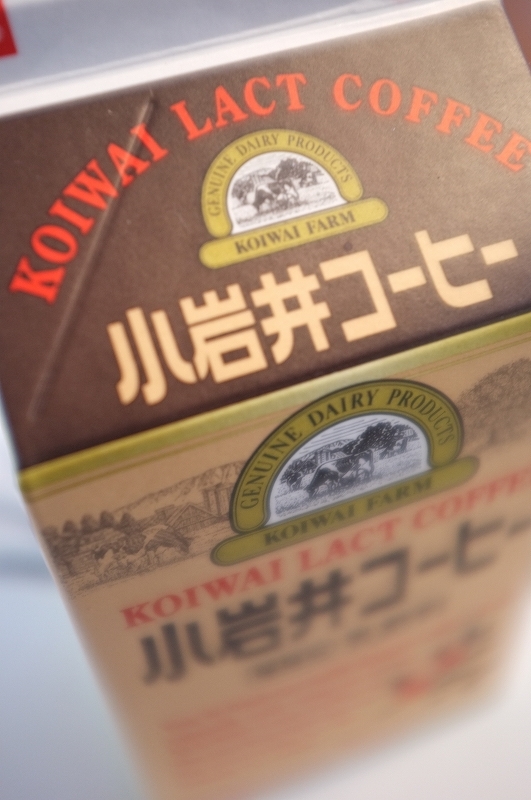 KOIWAI LACT COFFEE
GENUINE DAIRY PRODUCTS
KOIWAI FARM
小岩井コーヒー
GENUINE DAIRY PRODUCTS
KOIWAI FARM
KOIWAI LACT COFFE
小岩井コーヒー